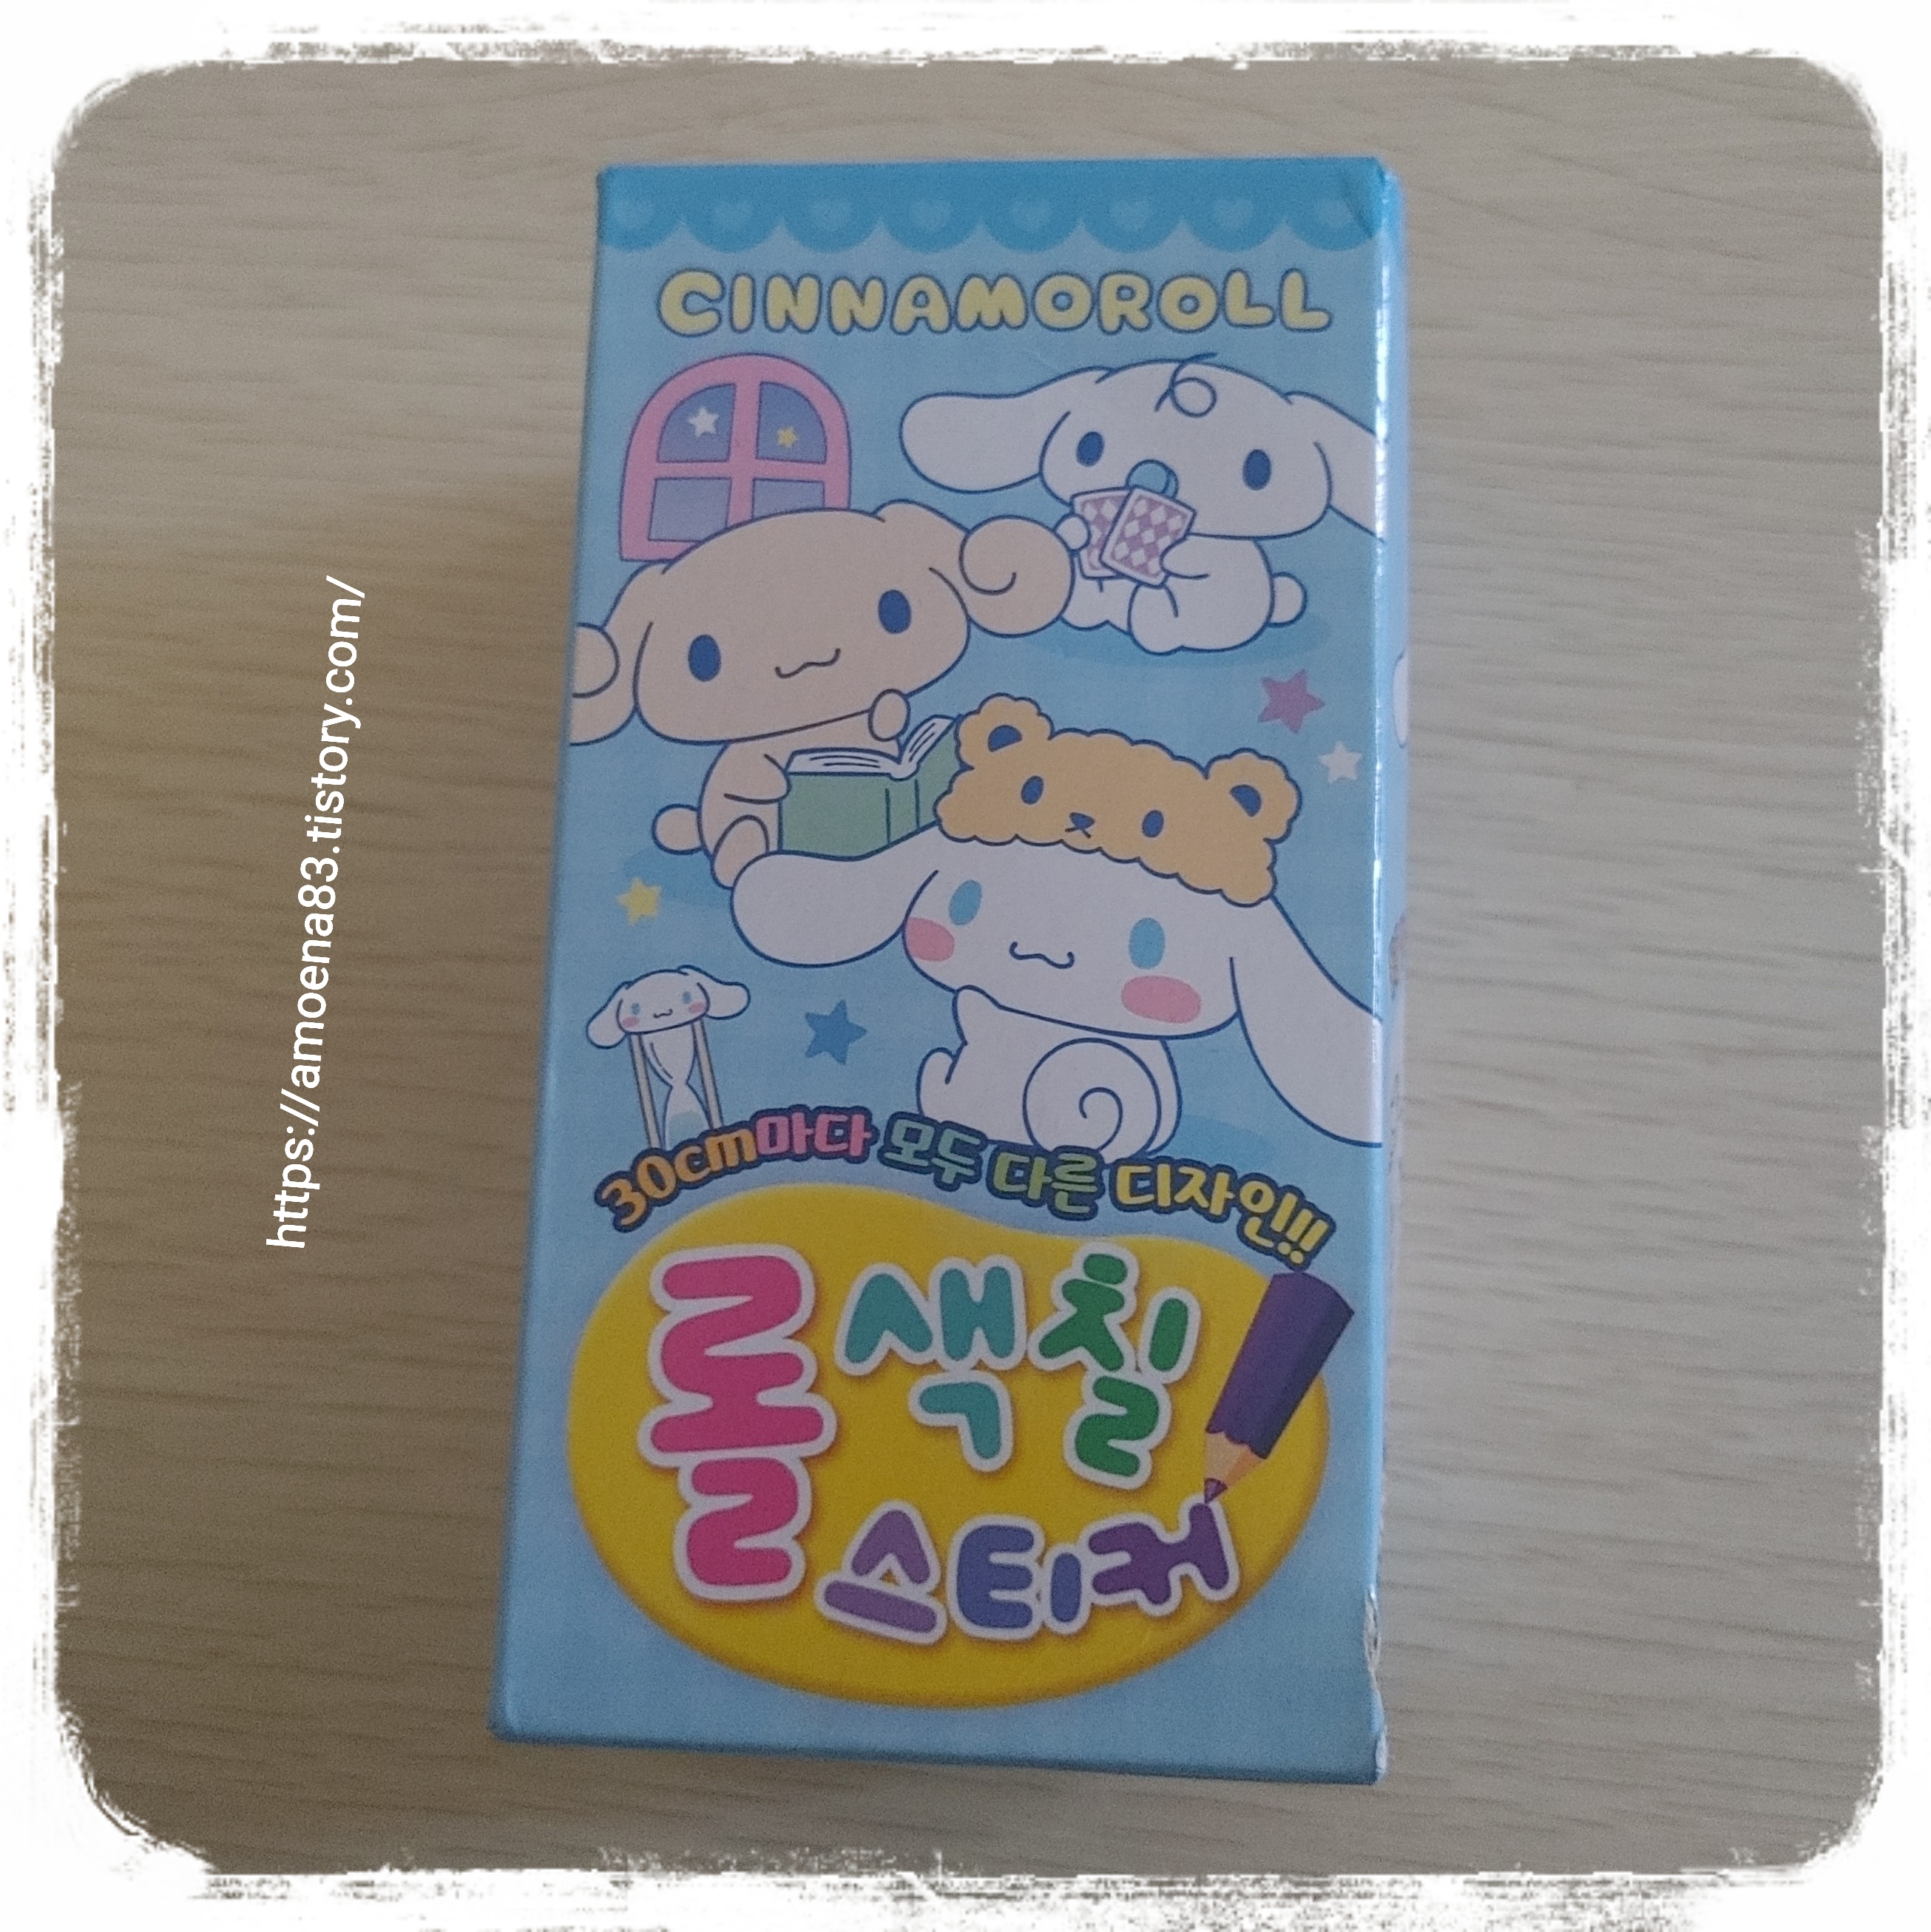 https://amoena83.tistory.com/
CINNAMOROLL
30cm마다 모두 다른 디자인!!
롤 색칠
스티커